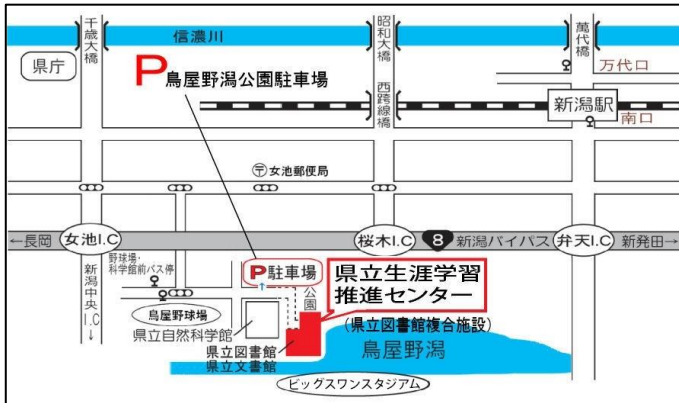 千歳大橋
信濃川
昭和大橋
萬代橋
県庁
P鳥屋野潟公園駐車場
西跨線橋
万代口
新潟駅
南口
〒女池郵便局
←長岡
女池I.C
桜木I.C
8
新潟バイパス
弁天I.C
新発田→
新潟中央I.C↓
野球場・
科学館前バス停
P駐車場
公園
県立生涯学習
推進センター
(県立図書館複合施設)
鳥屋野球場
県立自然科学館
県立図書館
県立文書館
鳥屋野潟
ビッグスワンスタジアム